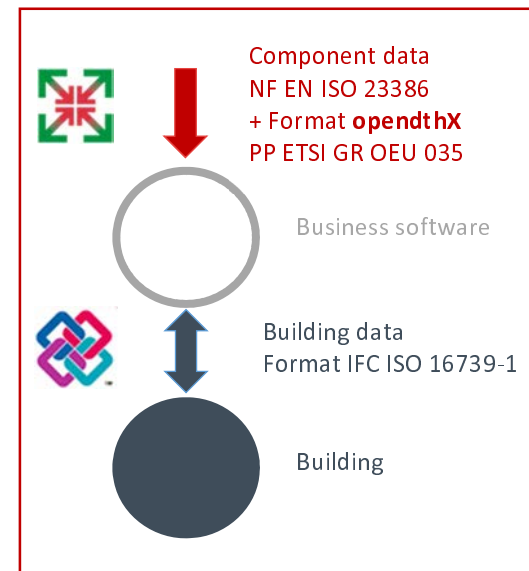 Component data
NF EN ISO 23386
+ Format opendthX
PP ETSI GR OEU 035
Business software
Building data
Format IFC ISO 16739-1
Building